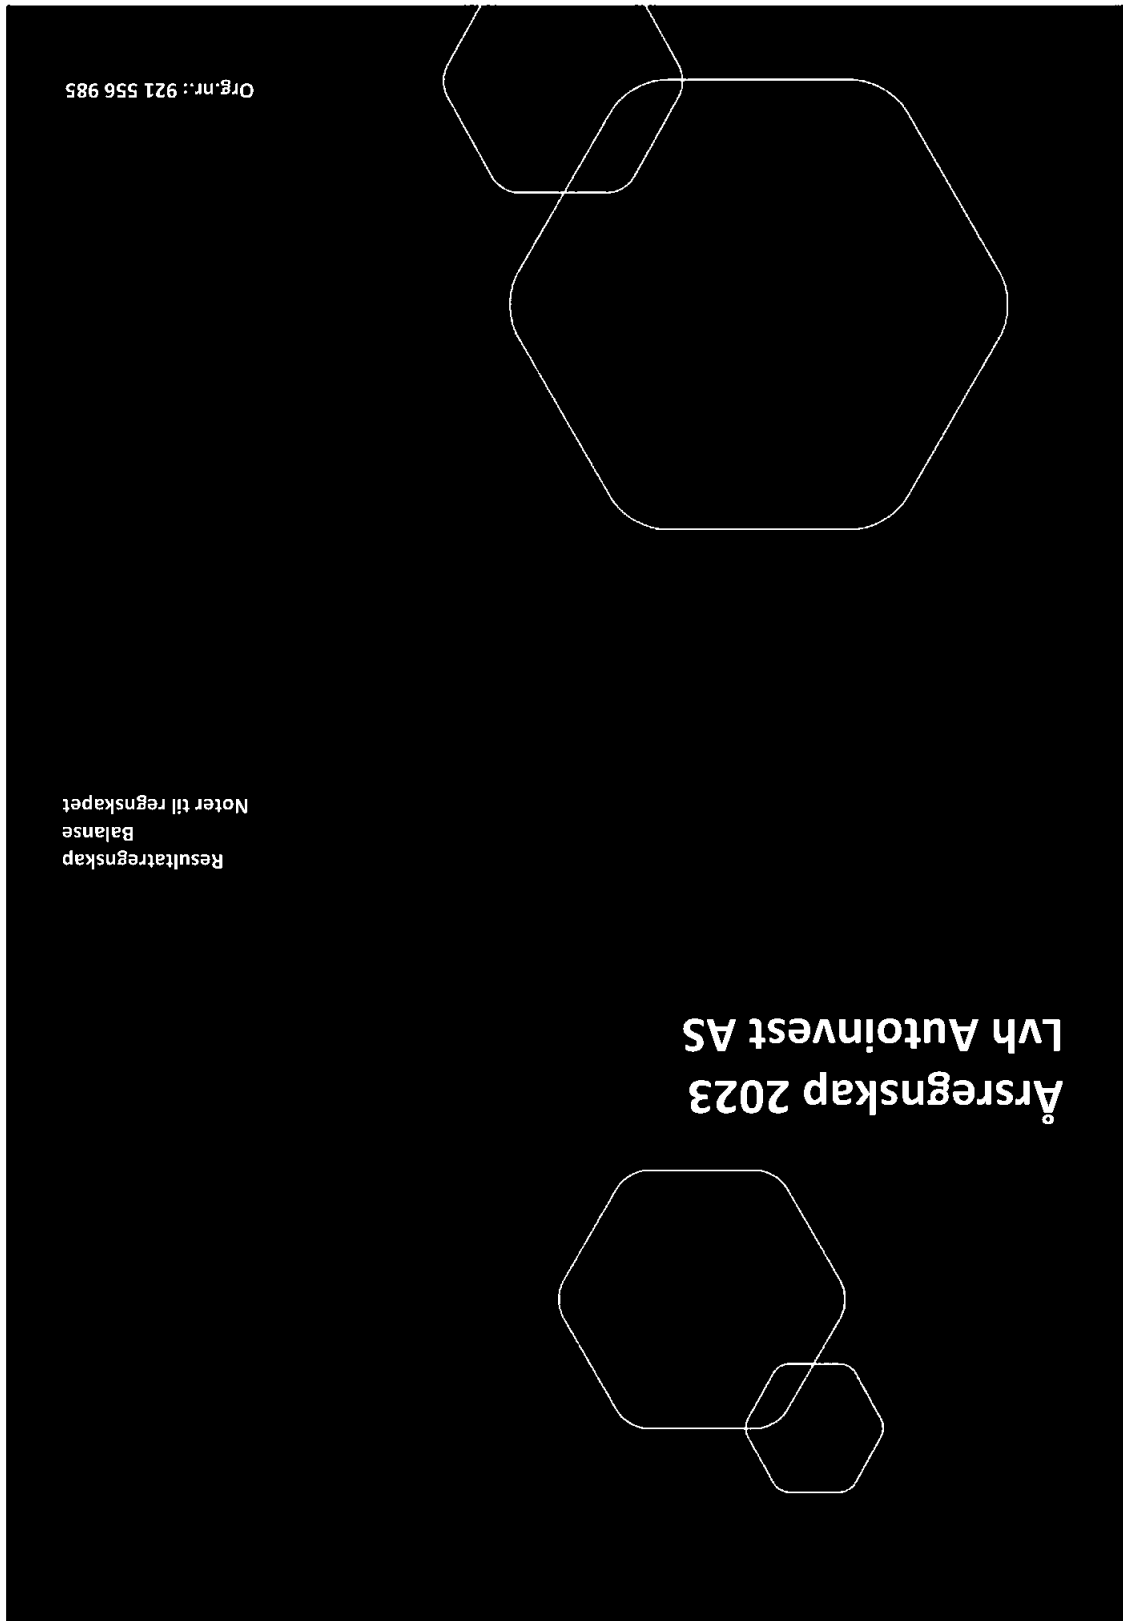 Årsregnskap 2023
Lvh Autoinvest AS
Resultatregnskap
Balanse
Noter til regnskapet
Org.nr.: 921 556 985